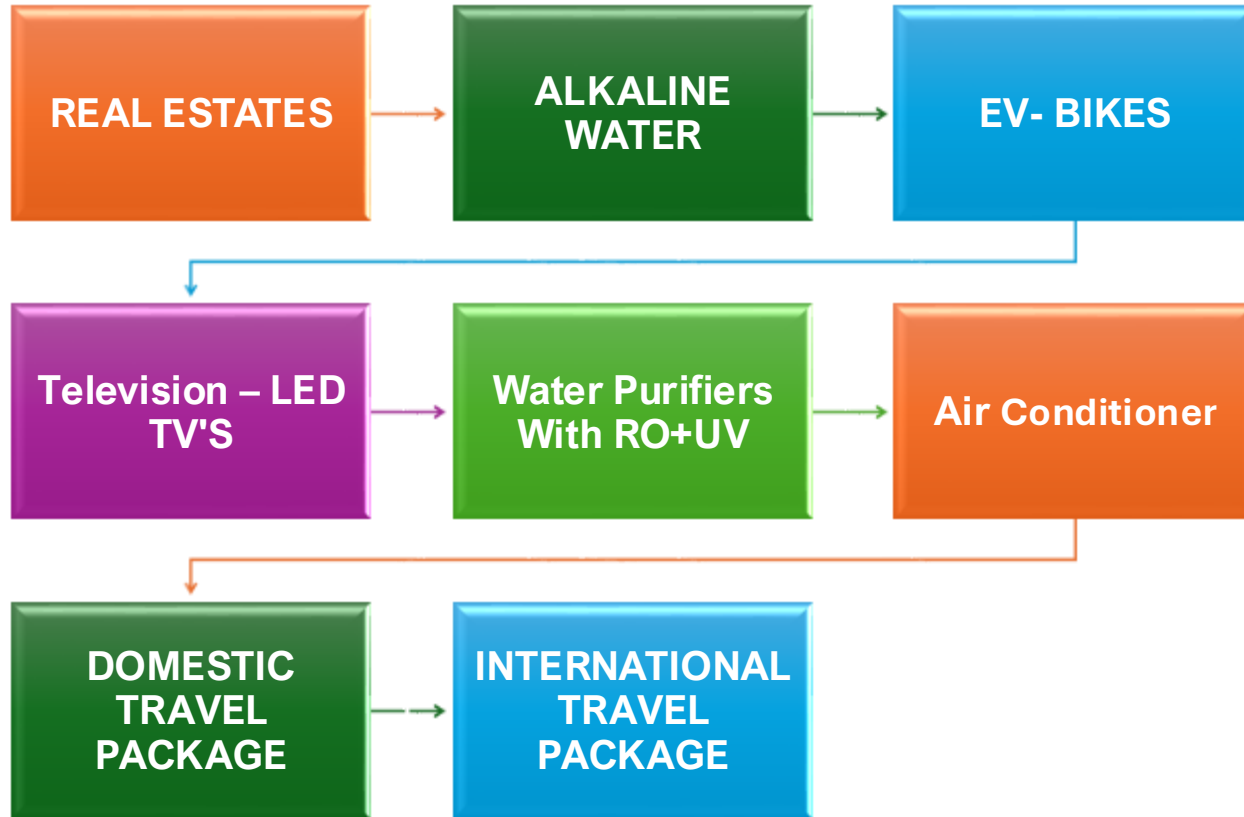 REAL ESTATES
ALKALINE
WATER
EV- BIKES
Television – LED
TV'S
Water Purifiers
With RO+UV
Air Conditioner
DOMESTIC
TRAVEL
PACKAGE
INTERNATIONAL
TRAVEL
PACKAGE